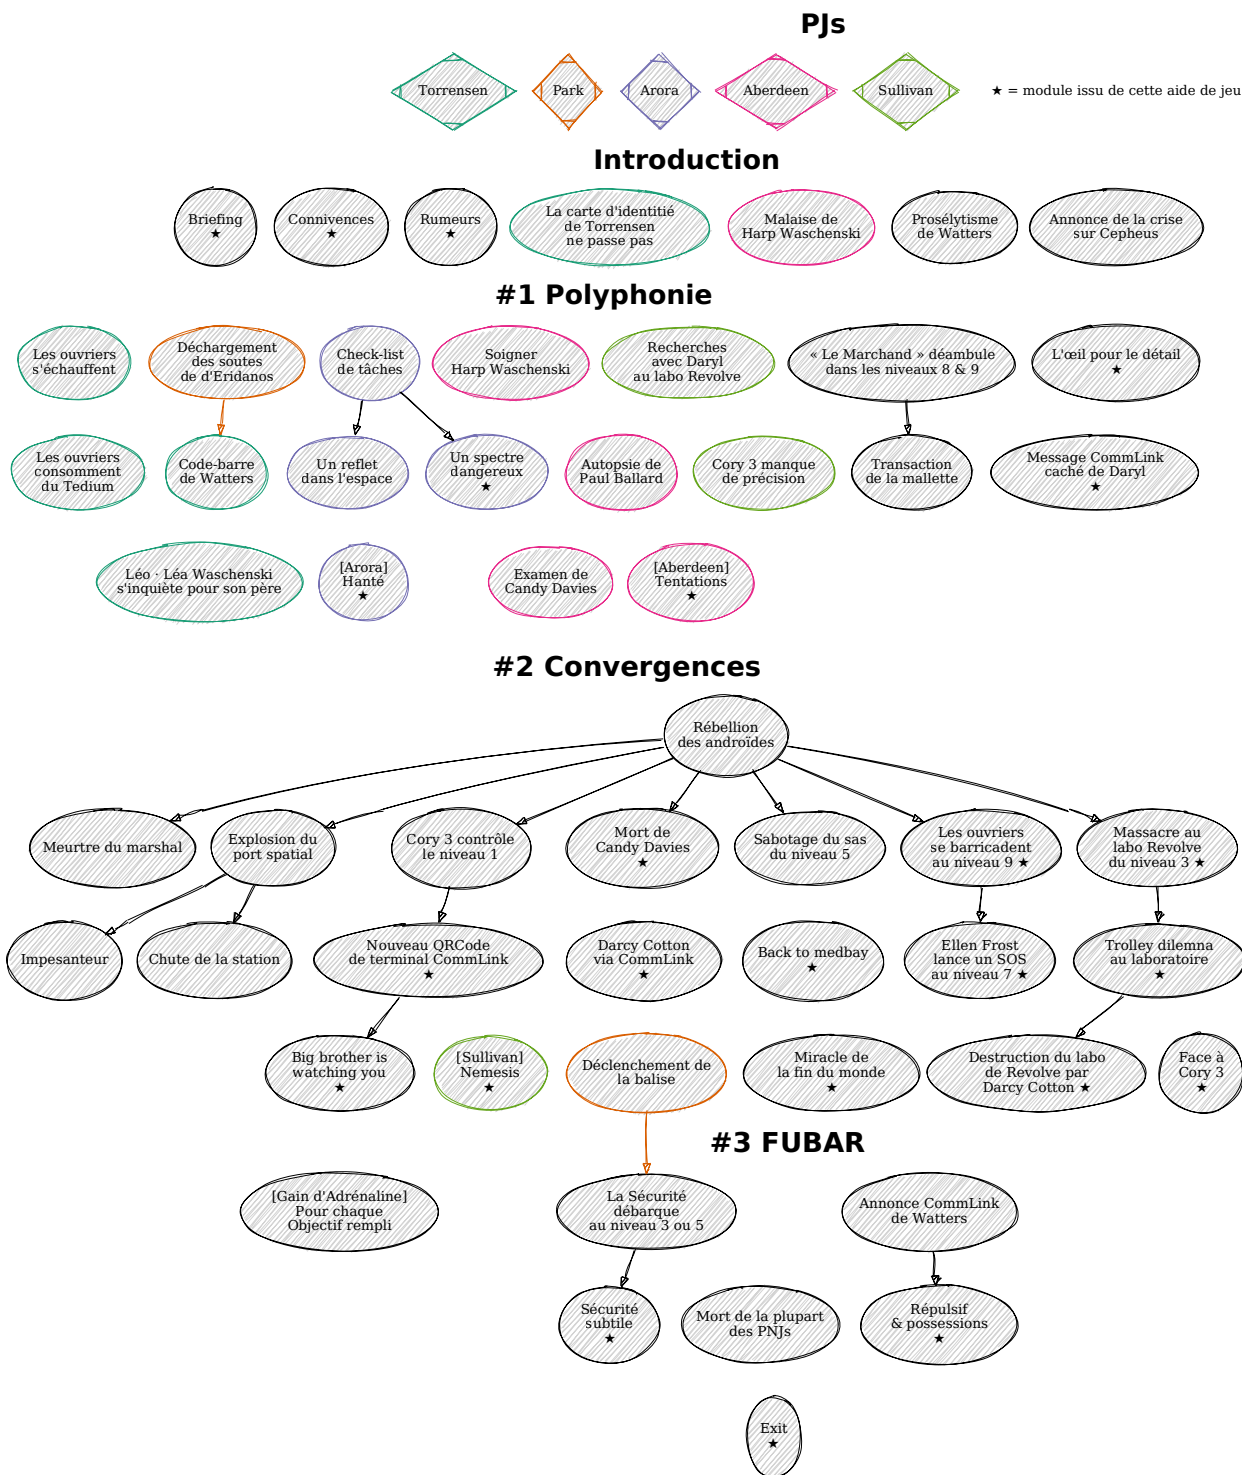 PJs
Torrensen
Park
Arora
Aberdeen
Sullivan
★ = module issu de cette aide de jeu
Introduction
Briefing
★
Connivences
★
Rumeurs
★
La carte d'identitié
de Torrensen
ne passe pas
Malaise de
Harp Waschenski
Prosélytisme
de Watters
Annonce de la crise
sur Cepheus
#1 Polyphonie
Les ouvriers
s'échauffent
Déchargement
des soutes
de d'Eridanos
Check-list
de tâches
Soigner
Harp Waschenski
Recherches
avec Daryl
au labo Revolve
« Le Marchand » déambule
dans les niveaux 8 & 9
L'œil pour le détail
★
Les ouvriers
consomment
du Tedium
Code-barre
de Watters
Un reflet
dans l'espace
Un spectre
dangereux
★
Autopsie de
Paul Ballard
Cory 3 manque
de précision
Transaction
de la mallette
Message CommLink
caché de Daryl
★
Léo · Léa Waschenski
s'inquiète pour son père
[Arora]
Hanté
★
Examen de
Candy Davies
[Aberdeen]
Tentations
★
#2 Convergences
Rébellion
des androïdes
Meurtre du marshal
Explosion du
port spatial
Cory 3 contrôle
le niveau 1
Mort de
Candy Davies
★
Sabotage du sas
du niveau 5
Les ouvriers
se barricadent
au niveau 9 ★
Massacre au
labo Revolve
du niveau 3 ★
Impesanteur
Chute de la station
Nouveau QRCode
de terminal CommLink
★
Darcy Cotton
via CommLink
★
Back to medbay
★
Ellen Frost
lance un SOS
au niveau 7 ★
Trolley dilemna
au laboratoire
★
Big brother is
watching you
★
[Sullivan]
Nemesis
★
Déclenchement de
la balise
Miracle de
la fin du monde
★
Destruction du labo
de Revolve par
Darcy Cotton ★
Face à
Cory 3
★
#3 FUBAR
[Gain d'Adrénaline]
Pour chaque
Objectif rempli
La Sécurité
débarque
au niveau 3 ou 5
Annonce CommLink
de Watters
Sécurité
subtile
★
Mort de la plupart
des PNJs
Répulsif
& possessions
★
Exit
★